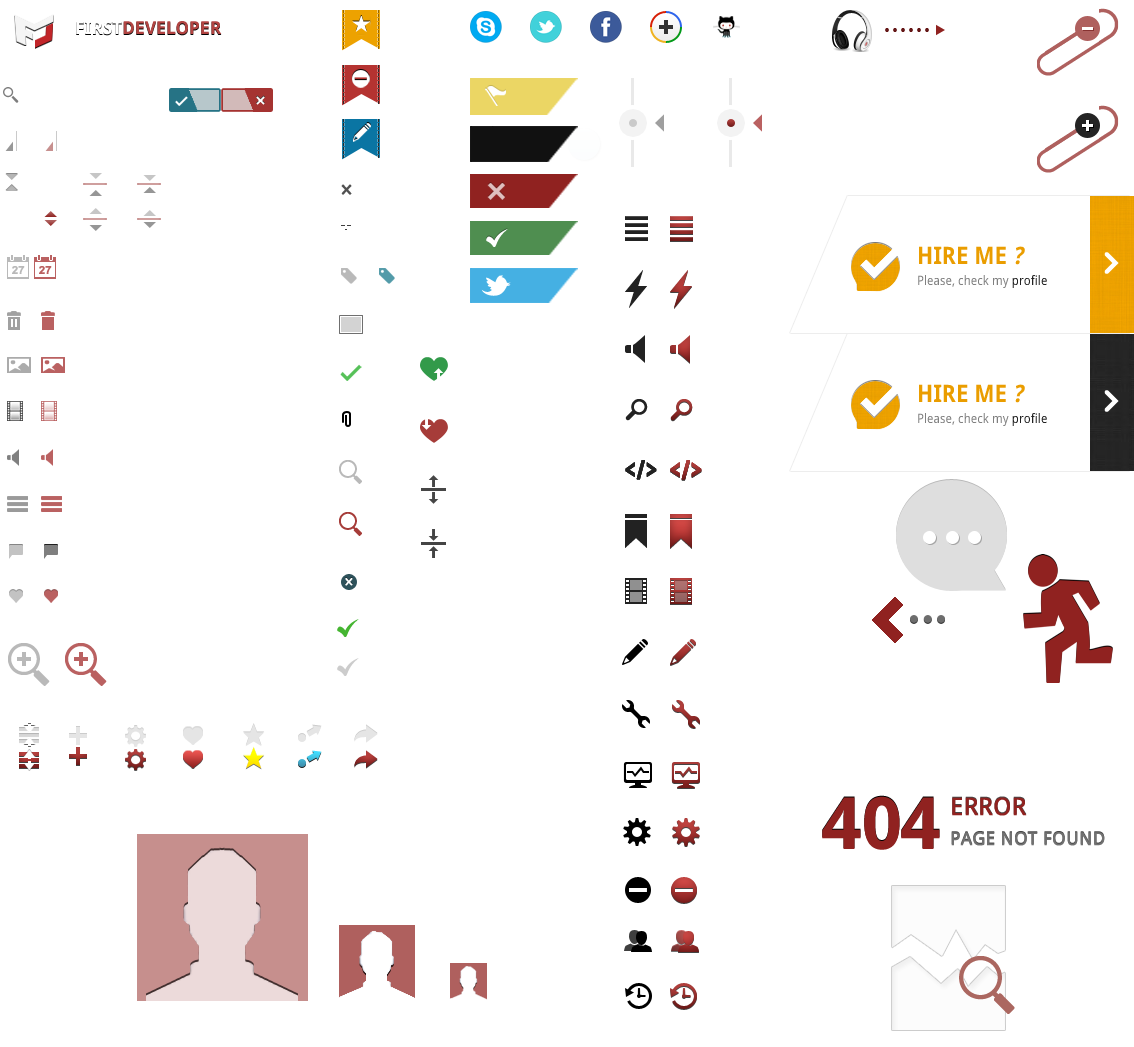 FIRSTDEVELOPER
27 27
HIRE ME ?
Please, check my profile
HIRE ME ?
Please, check my profile
404 ERROR
PAGE NOT FOUND